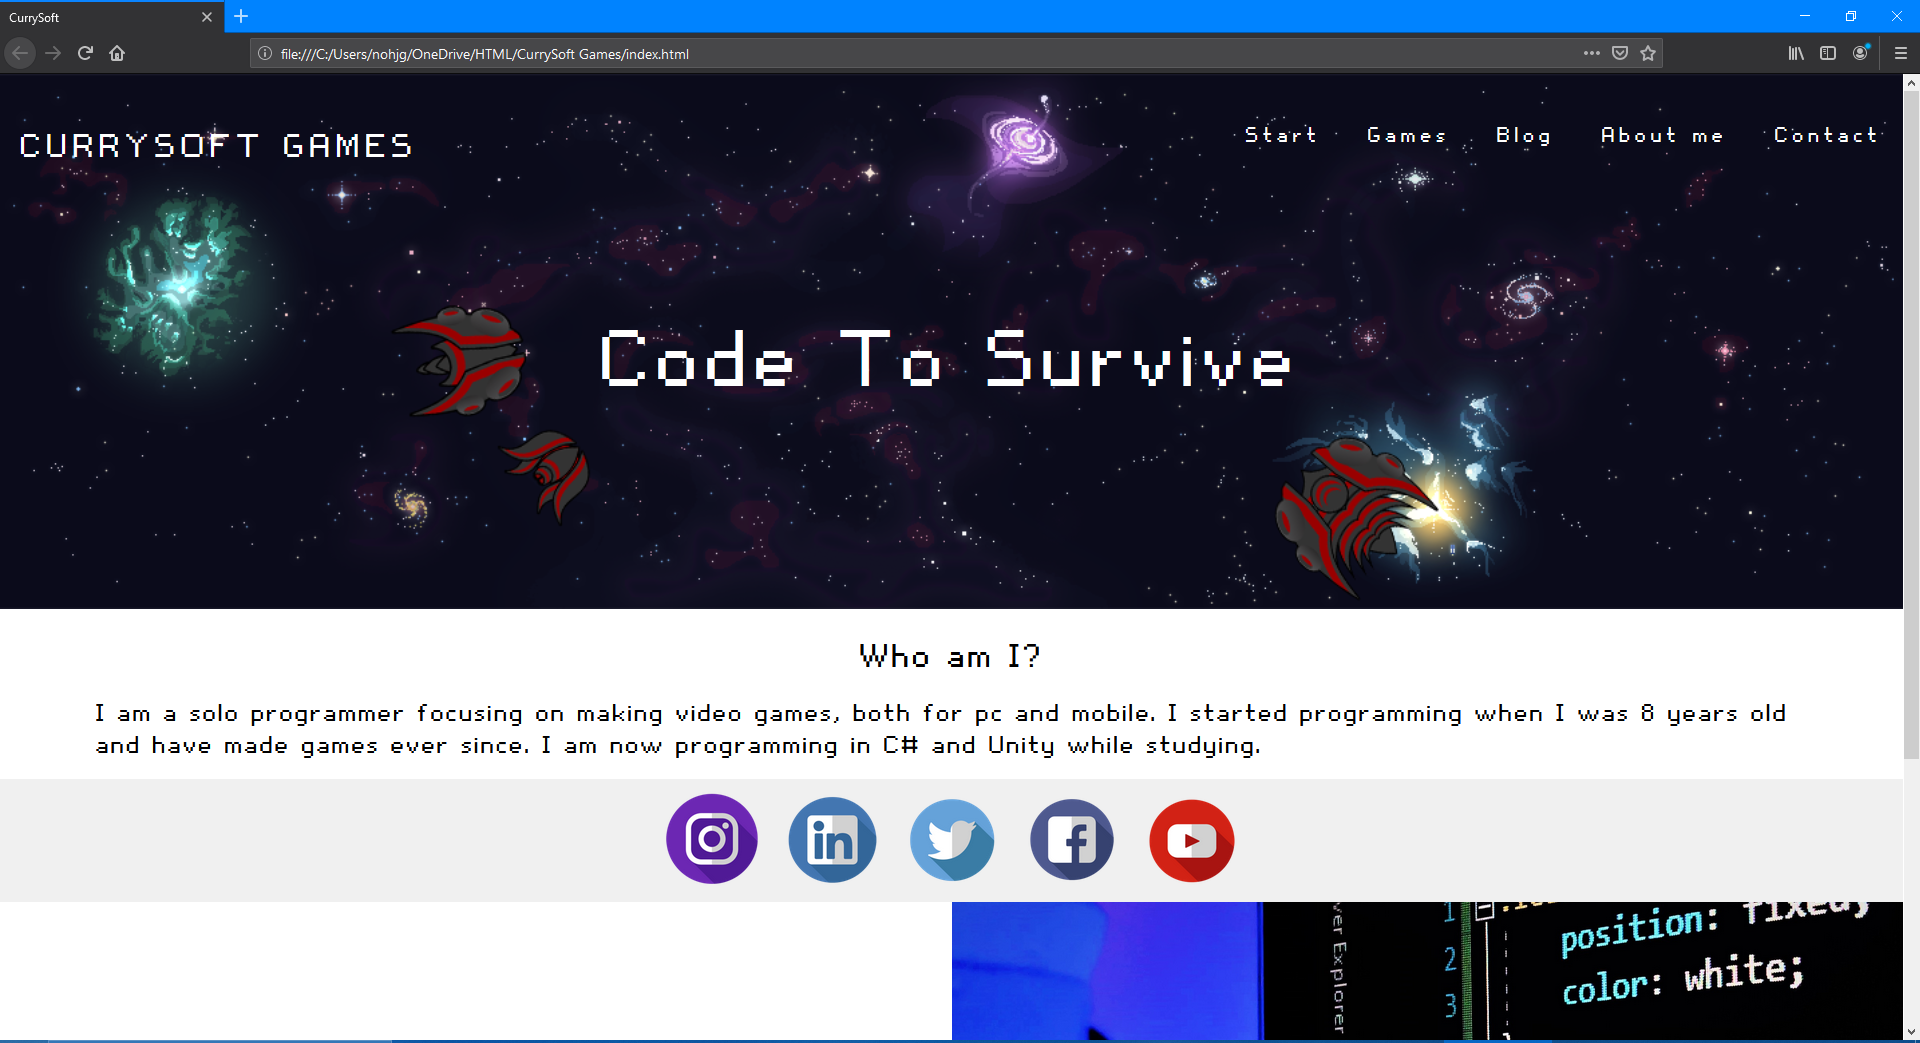 CurrySoft
file:///C:/Users/nohjg/OneDrive/HTML/CurrySoft Games/index.html
CURRYSOFT GAMES
Start Games Blog About me Contact
Code To Survive
Who am I?
I am a solo programmer focusing on making video games, both for pc and mobile. I started programming when I was 8 years old
and have made games ever since. I am now programming in C# and Unity while studying.
in
ver Explorer
1
position: fixed;
2
color: white;
3
}